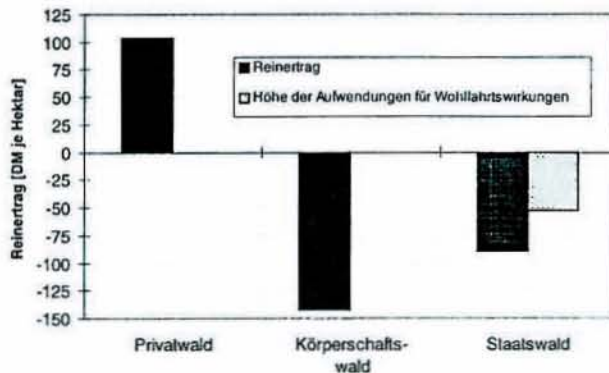 Reinertrag [DM je Hektar]
125
100
75
50
25
0
-25
-50
-75
-100
-125
-150
Reinertrag
Höhe der Aufwendungen für Wohlfahrtswirkungen
Privatwald
Körperschafts-
wald
Staatswald